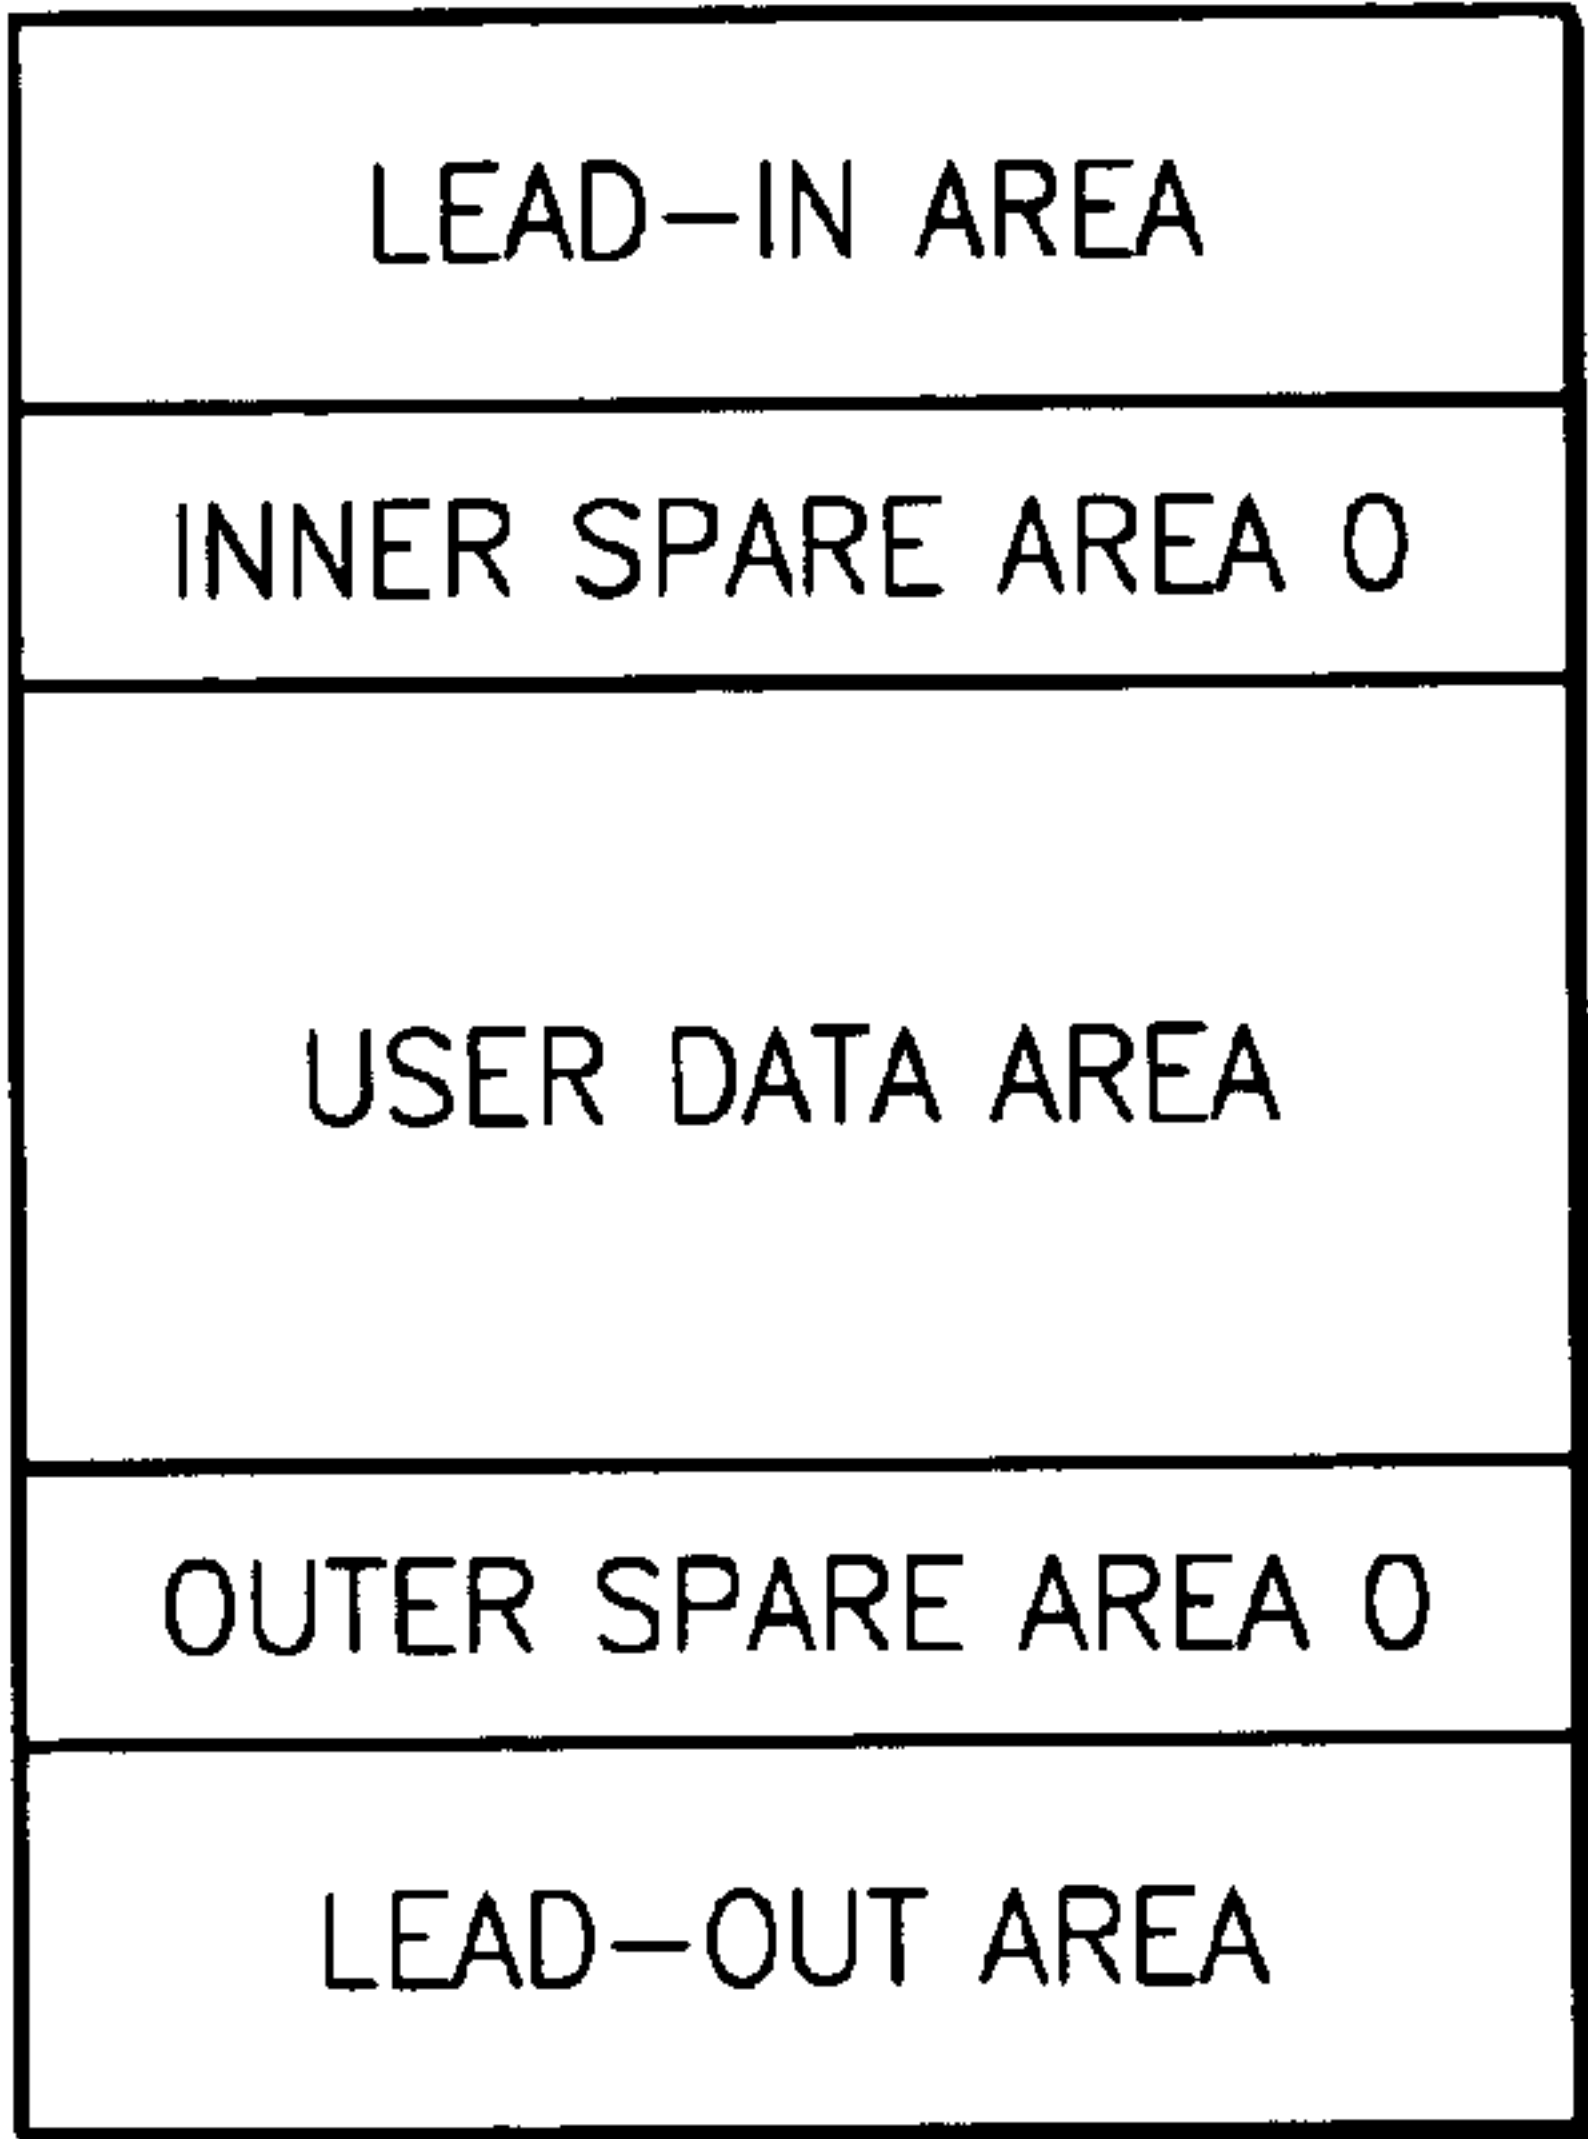 LEAD-IN AREA
INNER SPARE AREA 0
USER DATA AREA
OUTER SPARE AREA 0
LEAD-OUT AREA